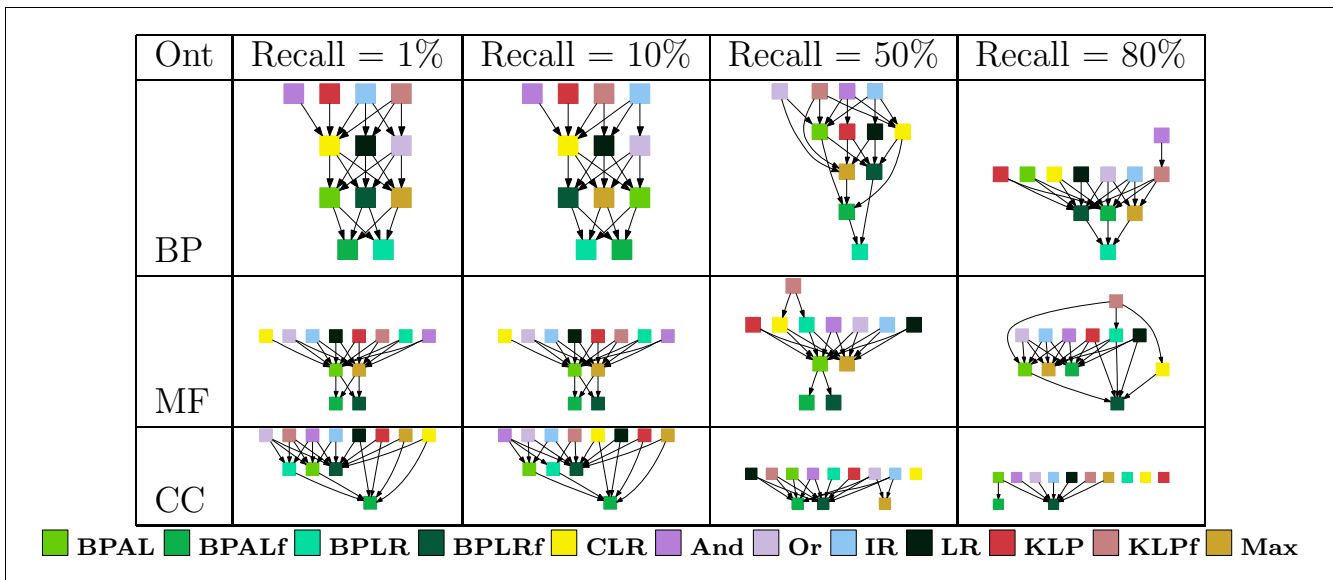 Ont Recall = 1% Recall = 10% Recall = 50% Recall = 80%
BP
MF
CC
BPAL BPALf BPLR BPLRf CLR And Or IR LR KLP KLPf Max